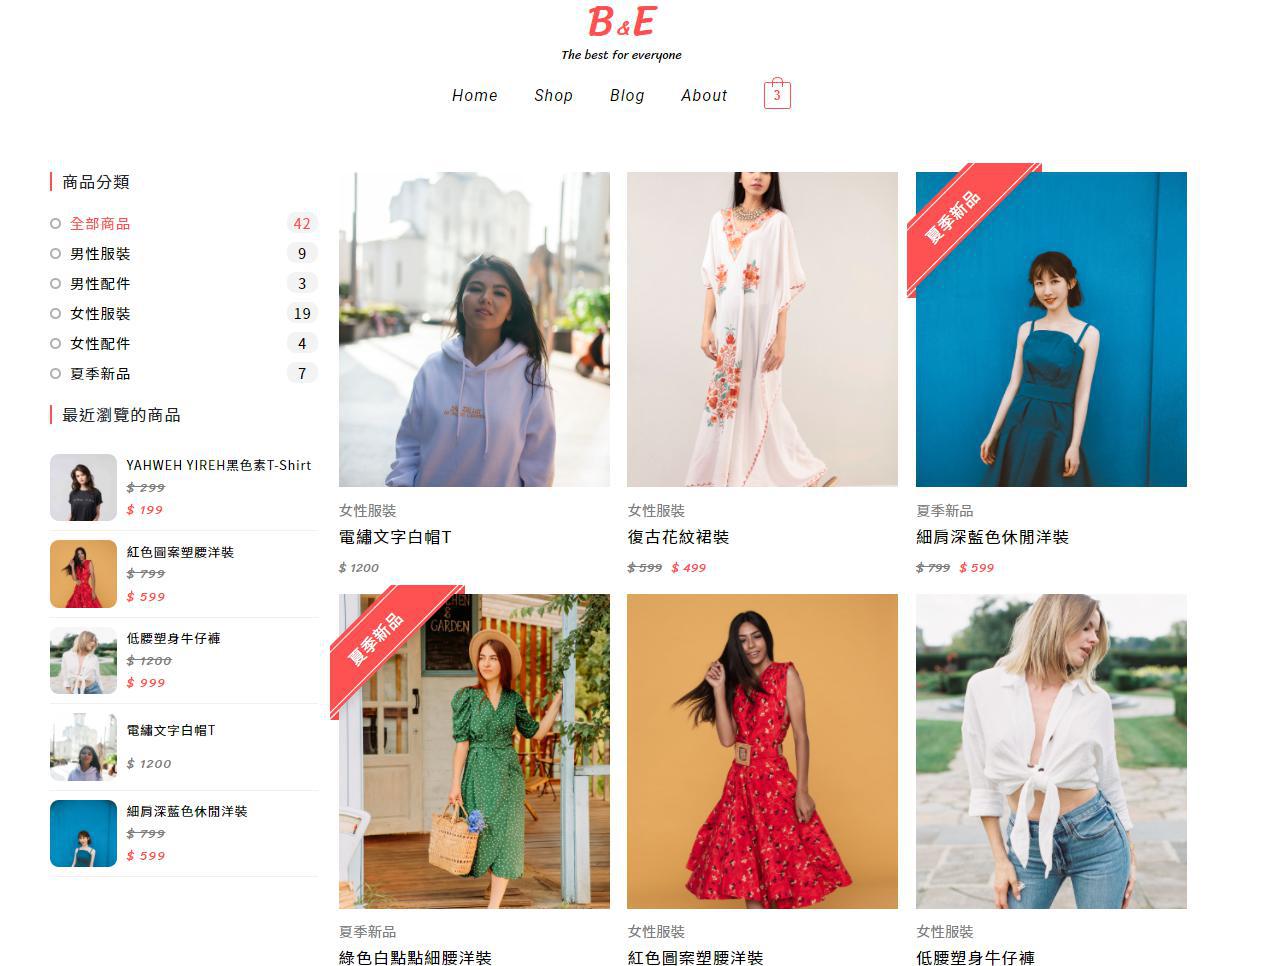 B & E
The best for everyone
Home Shop Blog About 3
商品分類
全部商品 42
男性服裝 9
男性配件 3
女性服裝 19
女性配件 4
夏季新品 7
最近瀏覽的商品
YAHWEH YIREH黑色素T-Shirt
$ 299
$ 199
紅色圖案塑腰洋裝
$ 799
$ 599
低腰塑身牛仔褲
$ 1200
$ 999
電繡文字白帽T
$ 1200
細肩深藍色休閒洋裝
$ 799
$ 599
女性服裝
電繡文字白帽T
$ 1200
女性服裝
復古花紋裙裝
$ 599 $ 499
夏季新品
夏季新品
細肩深藍色休閒洋裝
$ 799 $ 599
夏季新品
&
GARDEN
夏季新品
綠色白點點細腰洋裝
女性服裝
紅色圖案塑腰洋裝
女性服裝
低腰塑身牛仔褲